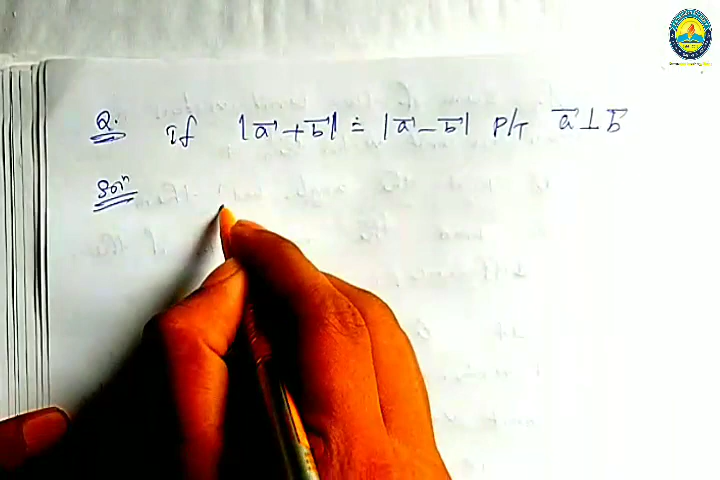 Q. If |a⃗ + b⃗| = |a⃗ - b⃗| P/T a⃗ ⊥ b⃗
Solⁿ